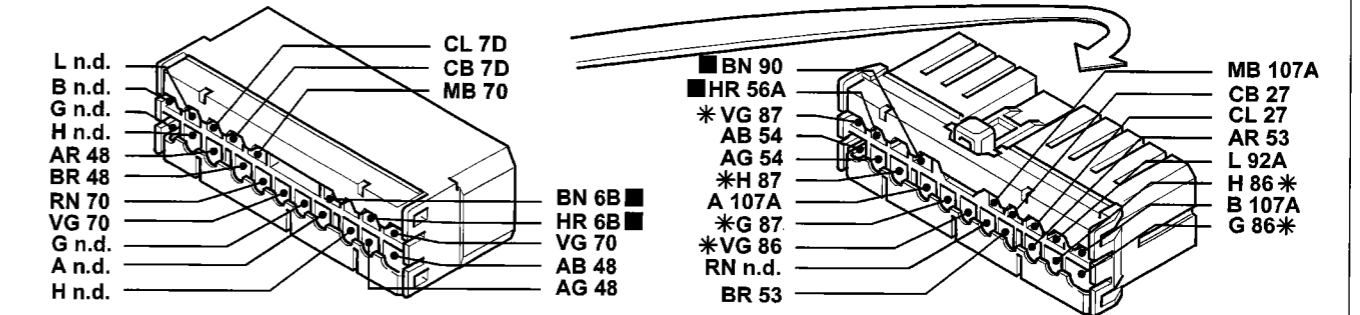 L n.d.
B n.d.
G n.d.
H n.d.
AR 48
BR 48
RN 70
VG 70
G n.d.
A n.d.
H n.d.
CL 7D
CB 7D
MB 70
BN 6B■
HR 6B■
VG 70
AB 48
AG 48
■BN 90
■HR 56A
✳VG 87
AB 54
AG 54
✳H 87
A 107A
✳G 87
✳VG 86
RN n.d.
BR 53
MB 107A
CB 27
CL 27
AR 53
L 92A
H 86✳
B 107A
G 86✳